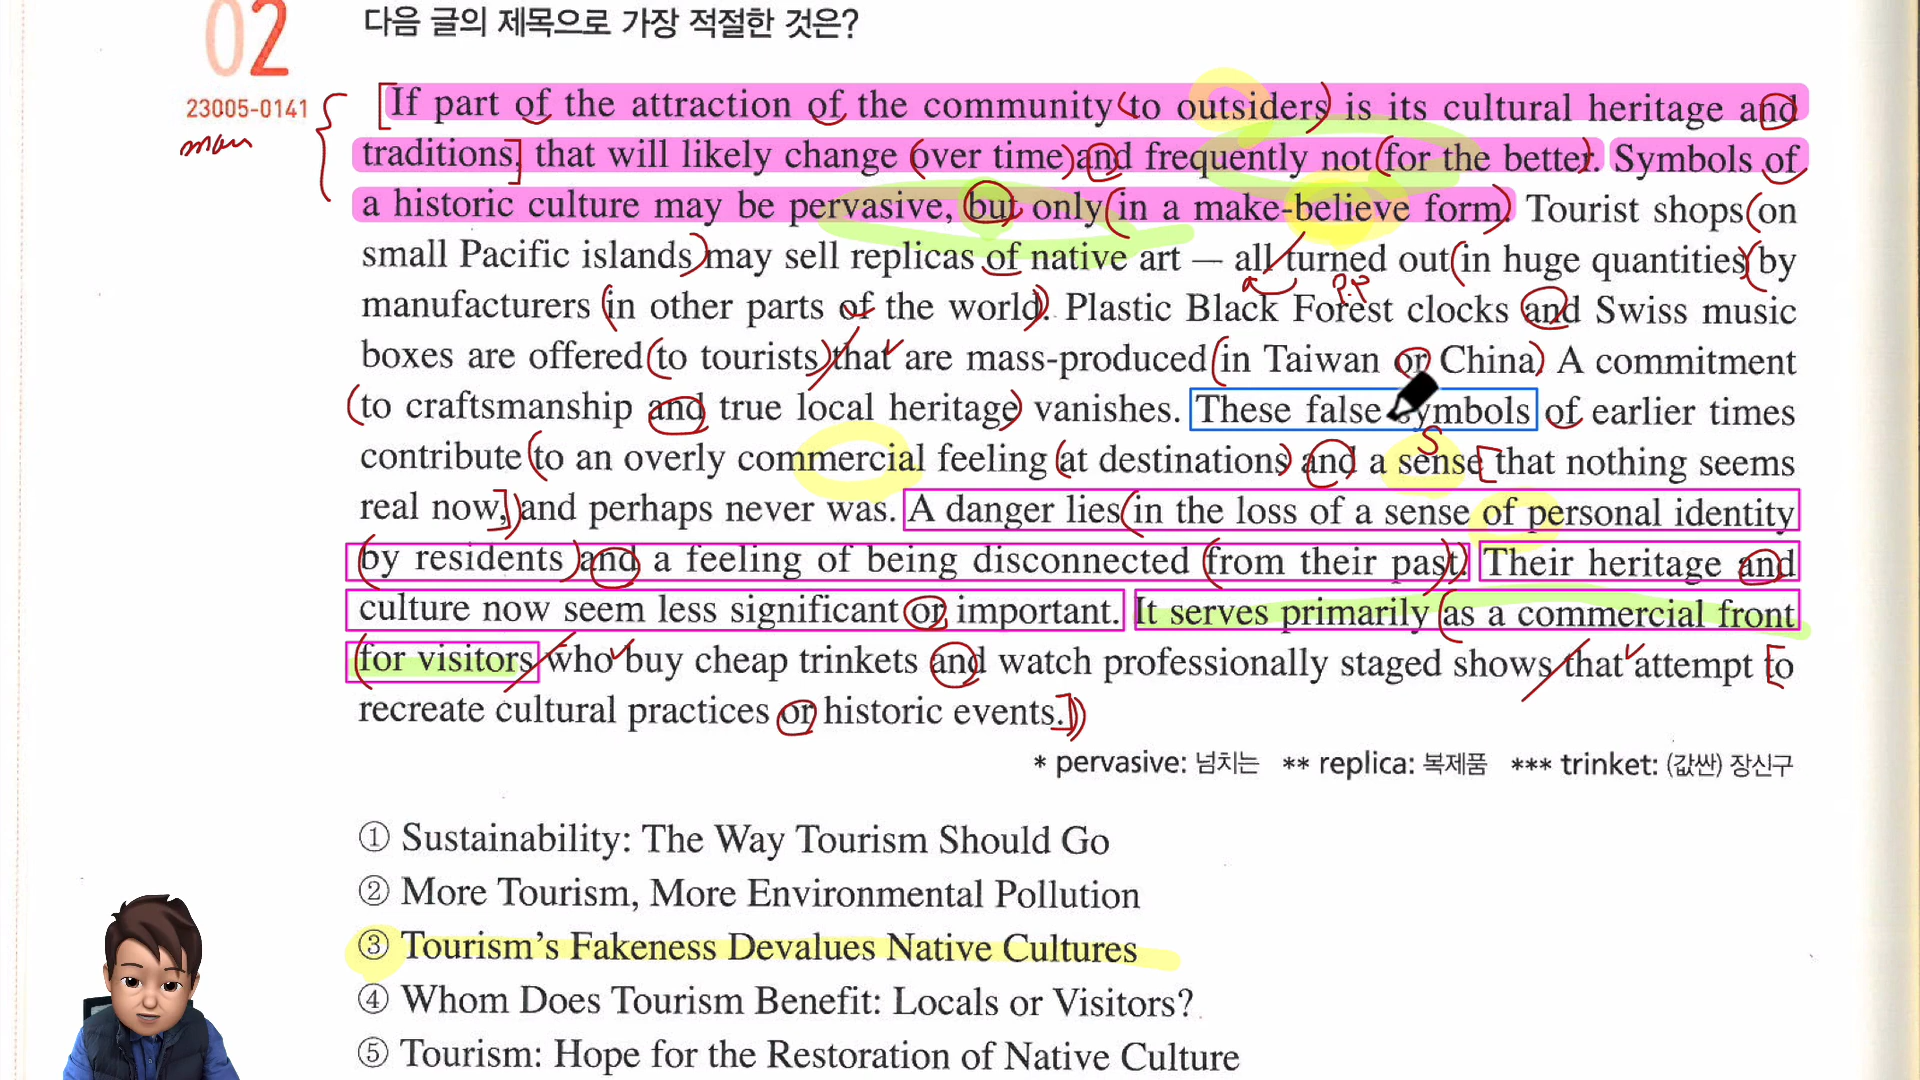 02
다음 글의 제목으로 가장 적절한 것은?
23005-0141
If part of the attraction of the community to outsiders is its cultural heritage and
traditions, that will likely change over time and frequently not for the better. Symbols of
a historic culture may be pervasive, but only in a make-believe form. Tourist shops on
small Pacific islands may sell replicas of native art — all turned out in huge quantities by
P.P
manufacturers in other parts of the world. Plastic Black Forest clocks and Swiss music
boxes are offered to tourists that are mass-produced in Taiwan or China. A commitment
to craftsmanship and true local heritage vanishes. These false symbols of earlier times
S
contribute to an overly commercial feeling at destinations and a sense that nothing seems
real now, and perhaps never was. A danger lies in the loss of a sense of personal identity
by residents and a feeling of being disconnected from their past. Their heritage and
culture now seem less significant or important. It serves primarily as a commercial front
for visitors who buy cheap trinkets and watch professionally staged shows that attempt to
recreate cultural practices or historic events.
* pervasive: 넘치는 ** replica: 복제품 *** trinket: (값싼) 장신구
① Sustainability: The Way Tourism Should Go
② More Tourism, More Environmental Pollution
③ Tourism's Fakeness Devalues Native Cultures
④ Whom Does Tourism Benefit: Locals or Visitors?
⑤ Tourism: Hope for the Restoration of Native Culture